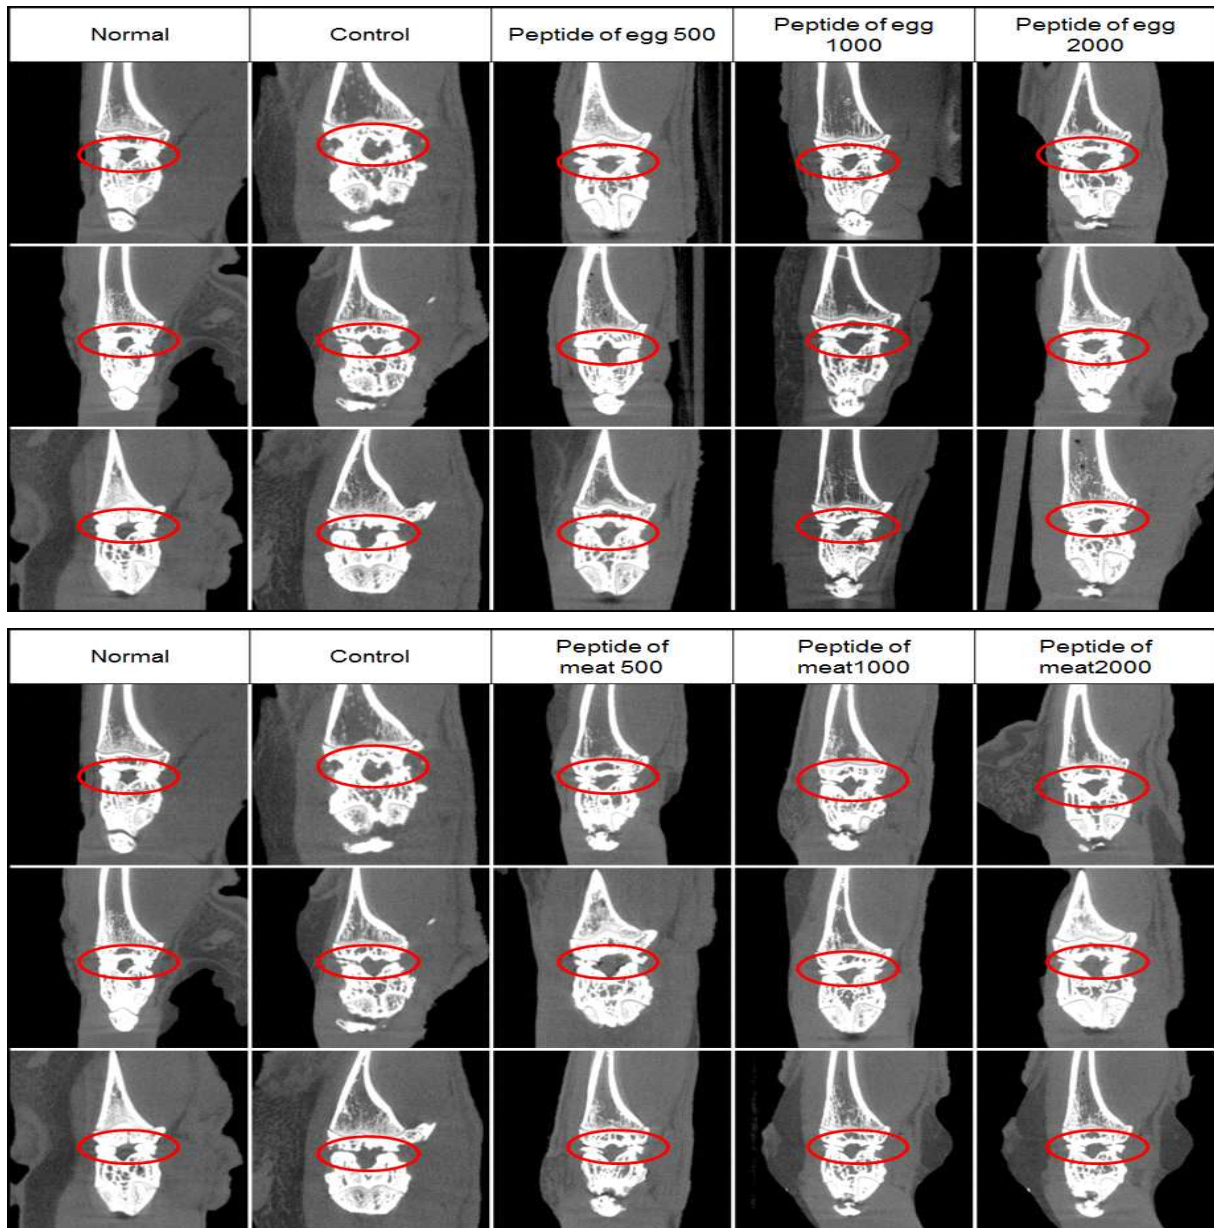 Normal
Control
Peptide of egg 500
Peptide of egg
1000
Peptide of egg
2000
Normal
Control
Peptide of
meat 500
Peptide of
meat1000
Peptide of
meat2000